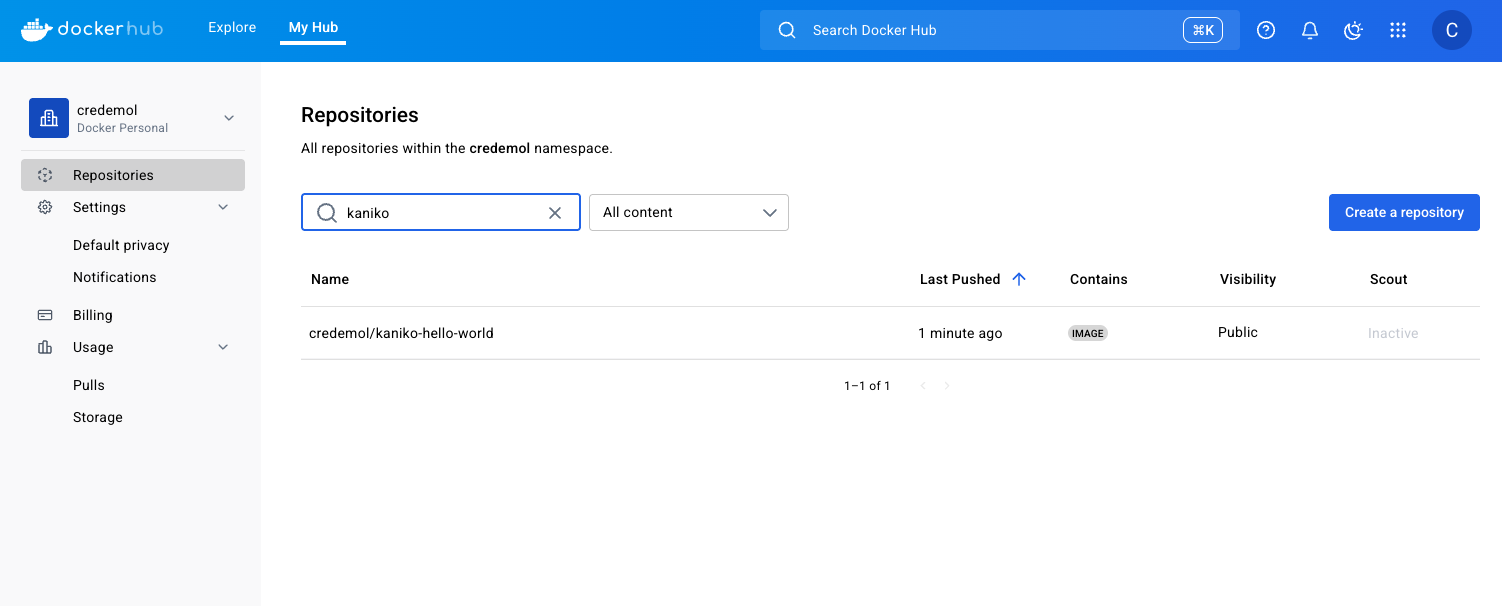 dockerhub
Explore
My Hub
Search Docker Hub
⌘K
C
credemol
Docker Personal
Repositories
Settings
Default privacy
Notifications
Billing
Usage
Pulls
Storage
Repositories
All repositories within the credemol namespace.
kaniko
All content
Create a repository
Name Last Pushed Contains Visibility Scout
credemol/kaniko-hello-world 1 minute ago IMAGE Public Inactive
1–1 of 1